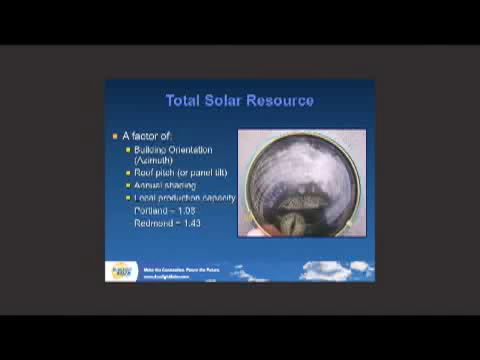 Total Solar Resource
A factor of:
Building Orientation
(Azimuth)
Roof pitch (or panel tilt)
Annual shading
Local production capacity
Portland = 1.08
Redmond = 1.43
Make the Connection. Power the Future.